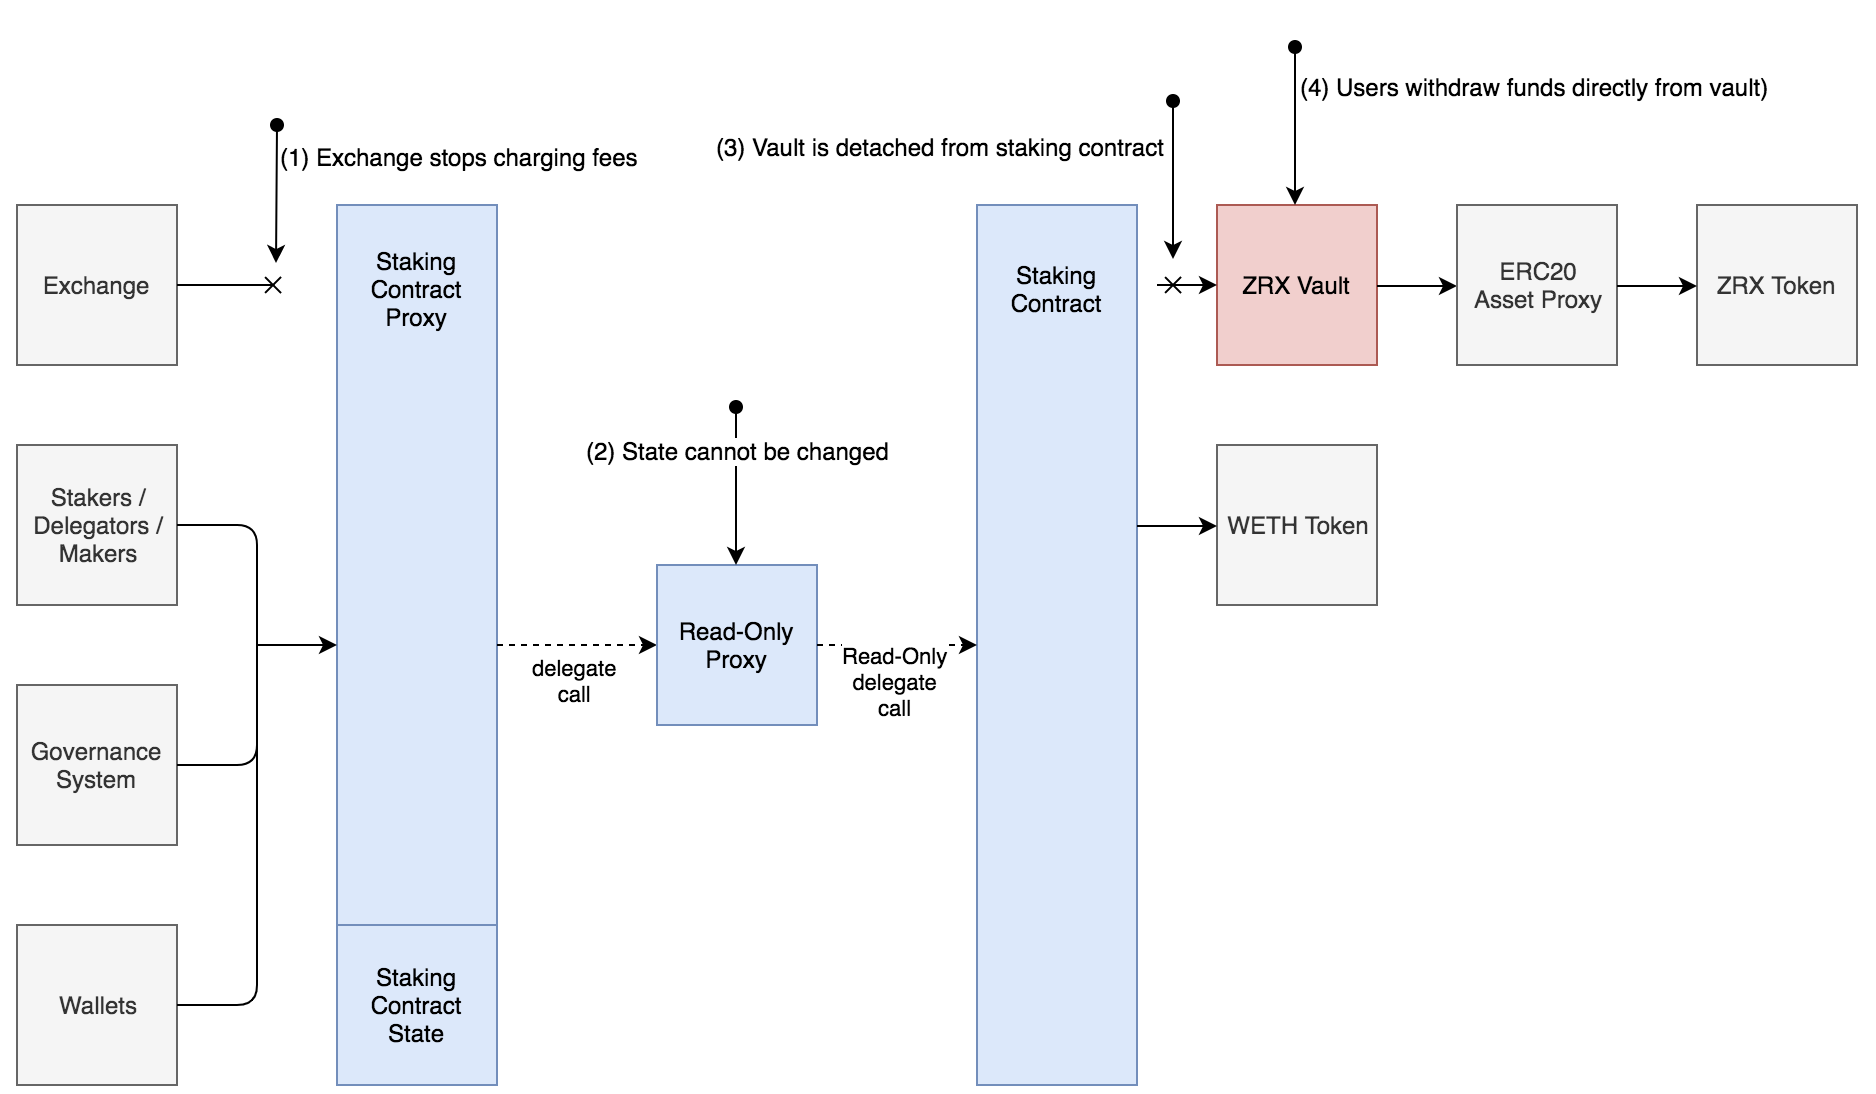 (4) Users withdraw funds directly from vault)
(3) Vault is detached from staking contract
(1) Exchange stops charging fees
Exchange
Staking
Contract
Proxy
Staking
Contract
ZRX Vault
ERC20
Asset Proxy
ZRX Token
(2) State cannot be changed
Stakers /
Delegators /
Makers
WETH Token
Read-Only
Proxy
delegate
call
Read-Only
delegate
call
Governance
System
Wallets
Staking
Contract
State